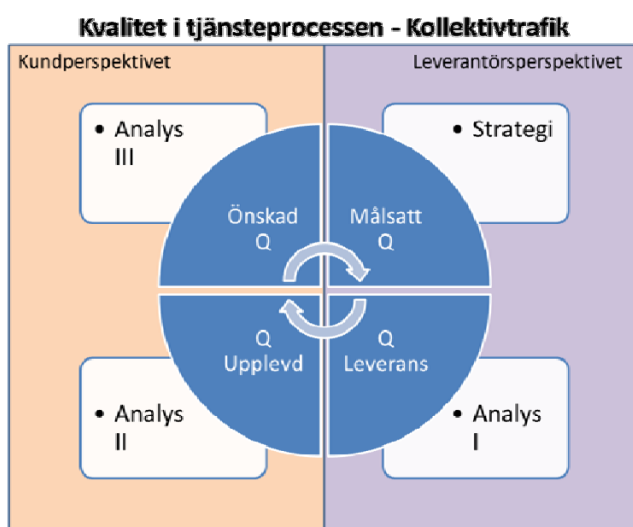 Kvalitet i tjänsteprocessen - Kollektivtrafik
Kundperspektivet
Leverantörsperspektivet
• Analys
III
• Strategi
Önskad
Q
Målsatt
Q
Q
Upplevd
Q
Leverans
• Analys
II
• Analys
I